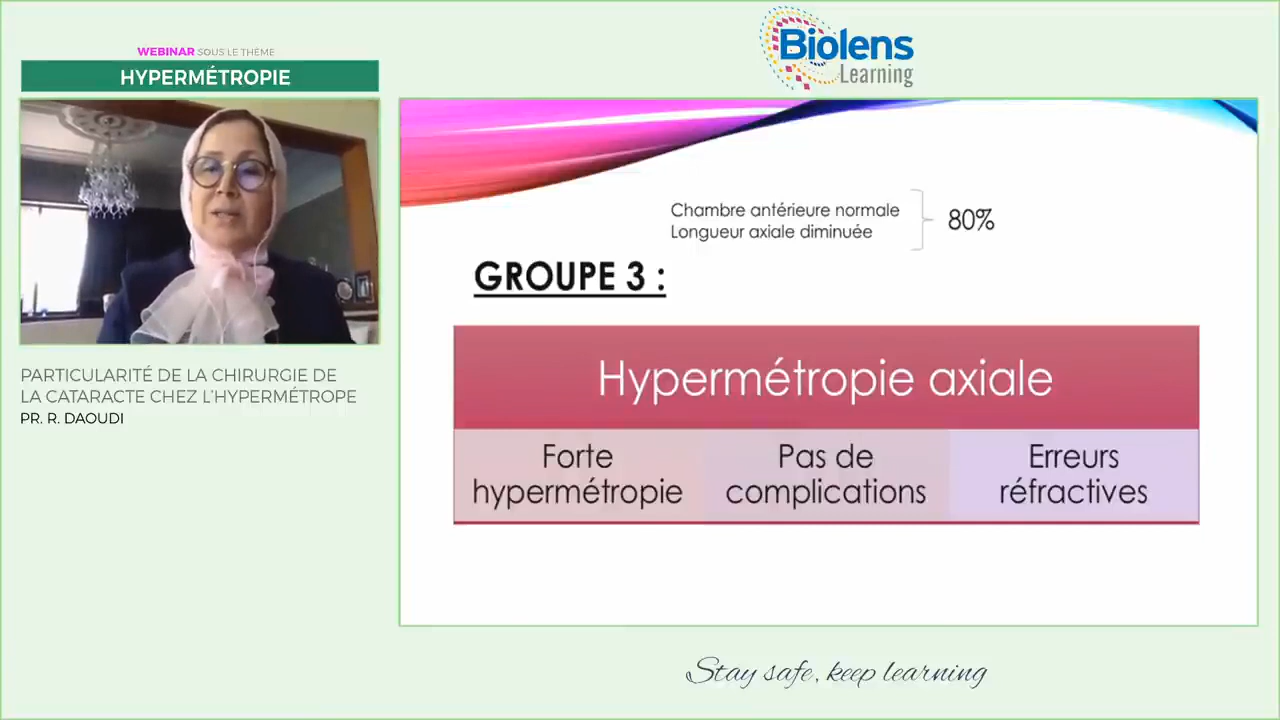 WEBINAR SOUS LE THÈME
HYPERMÉTROPIE
PARTICULARITÉ DE LA CHIRURGIE DE
LA CATARACTE CHEZ L'HYPERMÉTROPE
PR. R. DAOUDI
Biolens
Learning
Chambre antérieure normale
Longueur axiale diminuée
80%
GROUPE 3 :
Hypermétropie axiale
Forte
hypermétropie
Pas de
complications
Erreurs
réfractives
Stay safe, keep learning